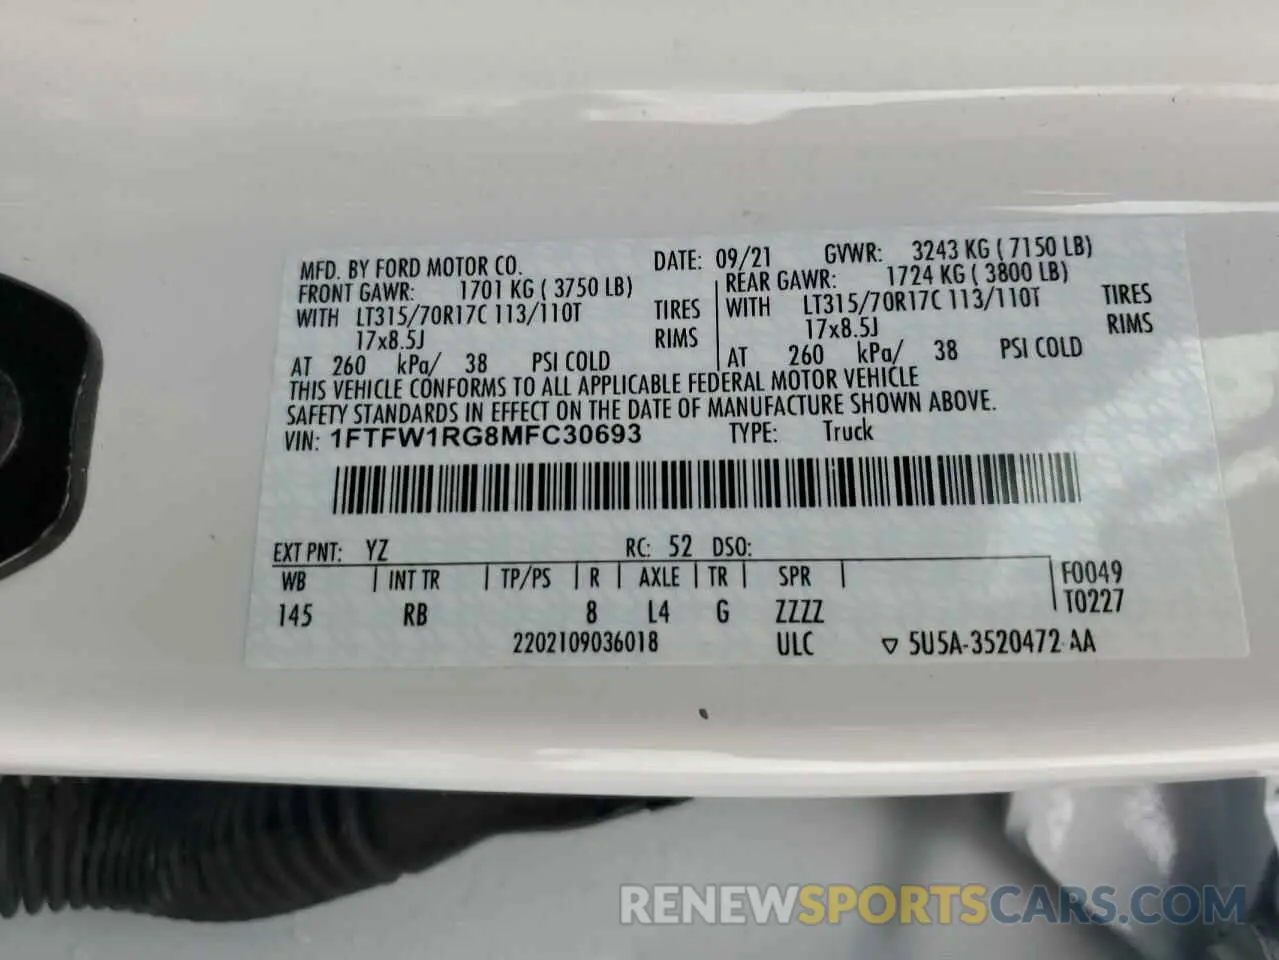 MFD. BY FORD MOTOR CO. DATE: 09/21 GVWR: 3243 KG ( 7150 LB)
FRONT GAWR: 1701 KG ( 3750 LB) REAR GAWR: 1724 KG ( 3800 LB)
WITH LT315/70R17C 113/110T TIRES WITH LT315/70R17C 113/110T TIRES
17x8.5J RIMS 17x8.5J RIMS
AT 260 kPa/ 38 PSI COLD AT 260 kPa/ 38 PSI COLD
THIS VEHICLE CONFORMS TO ALL APPLICABLE FEDERAL MOTOR VEHICLE
SAFETY STANDARDS IN EFFECT ON THE DATE OF MANUFACTURE SHOWN ABOVE.
VIN: 1FTFW1RG8MFC30693 TYPE: Truck
EXT PNT: YZ RC: 52 DSO:
WB INT TR TP/PS R AXLE TR SPR F0049
145 RB 8 L4 G ZZZZ T0227
2202109036018 ULC ▽ 5U5A-3520472 AA
RENEWSPORTSCARS.COM